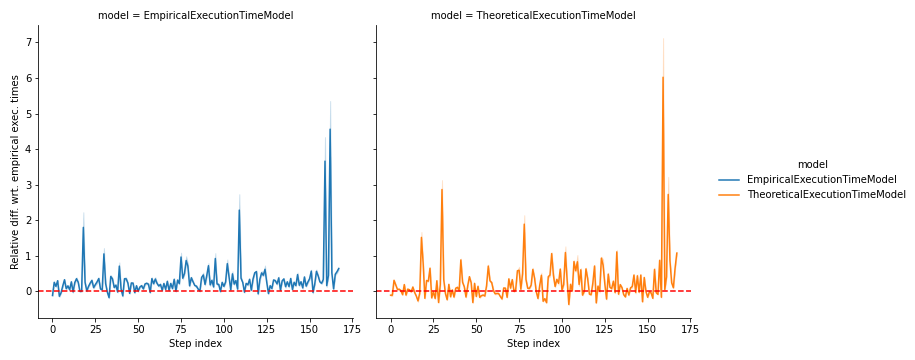 model = EmpiricalExecutionTimeModel
model = TheoreticalExecutionTimeModel
7
6
5
4
3
2
1
0
Relative diff. wrt. empirical exec. times
0 25 50 75 100 125 150 175
0 25 50 75 100 125 150 175
Step index
Step index
model
EmpiricalExecutionTimeModel
TheoreticalExecutionTimeModel